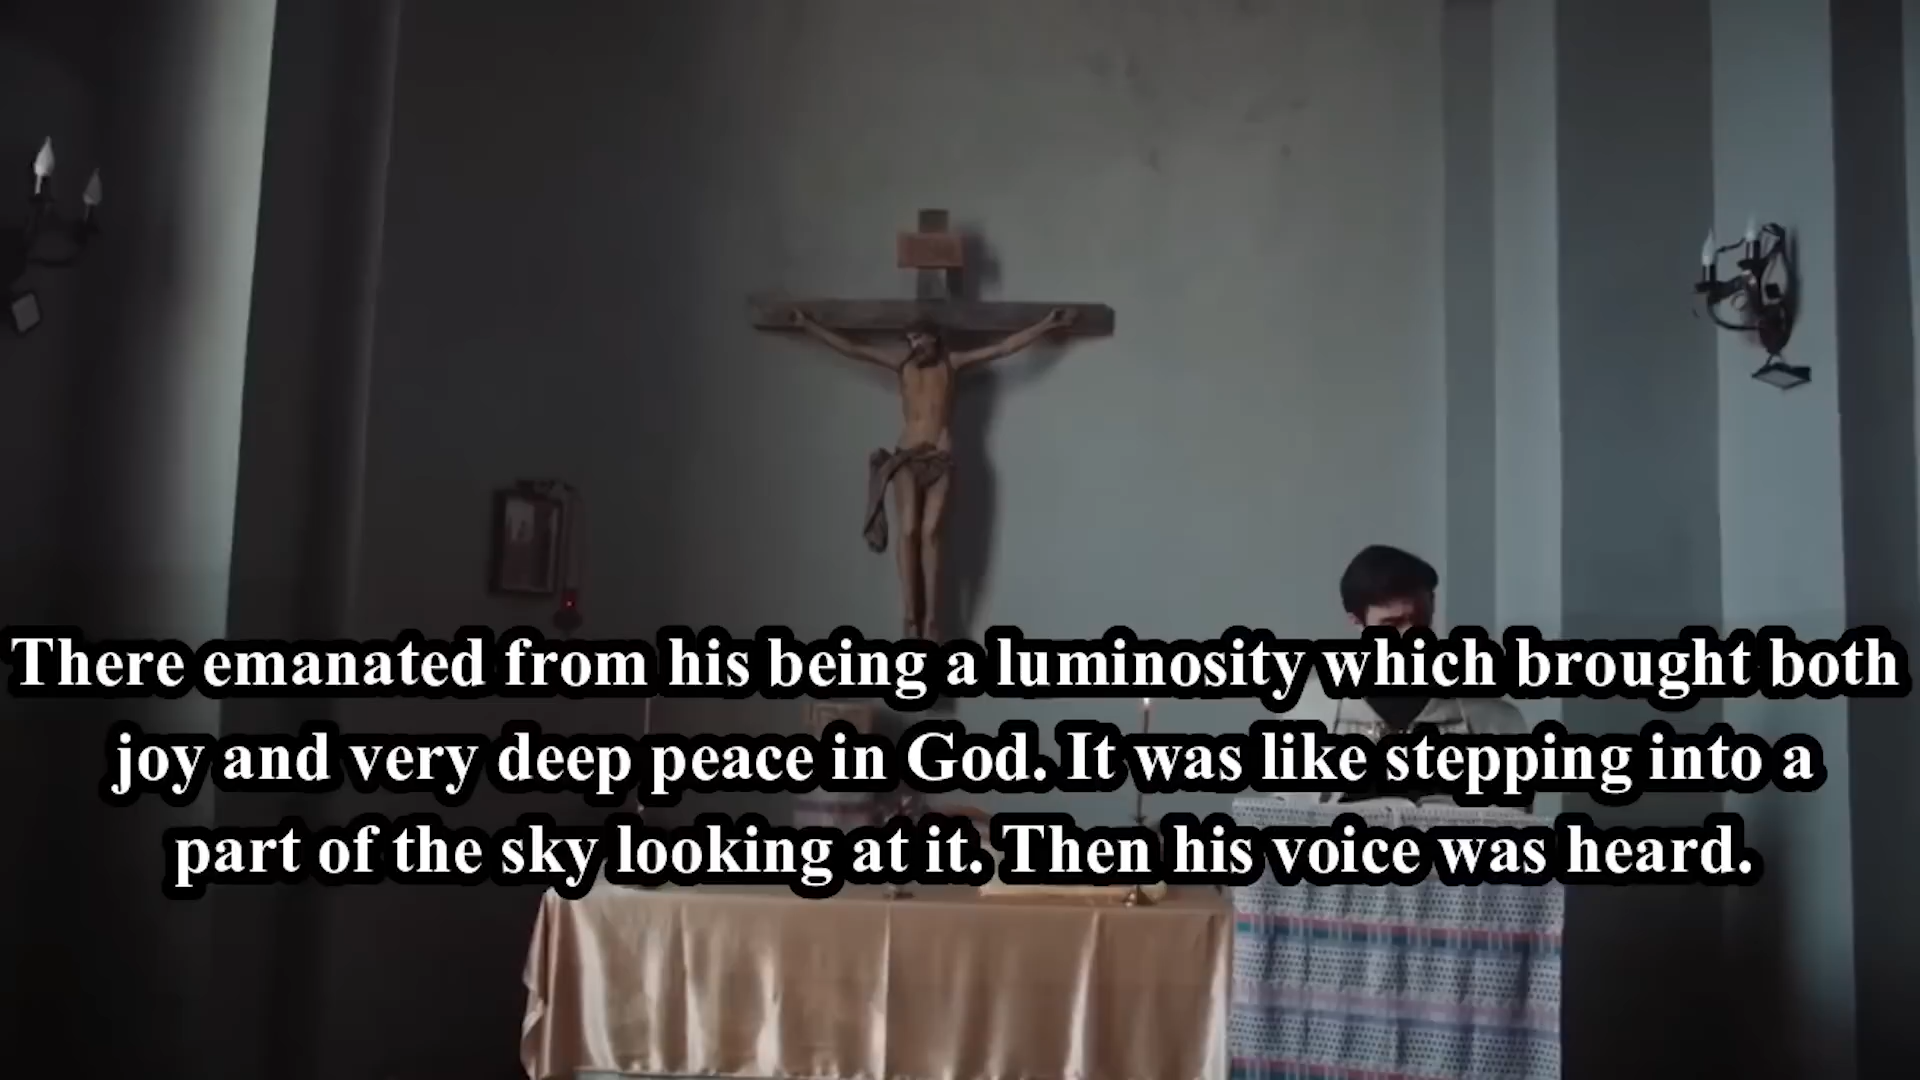 There emanated from his being a luminosity which brought both
joy and very deep peace in God. It was like stepping into a
part of the sky looking at it. Then his voice was heard.